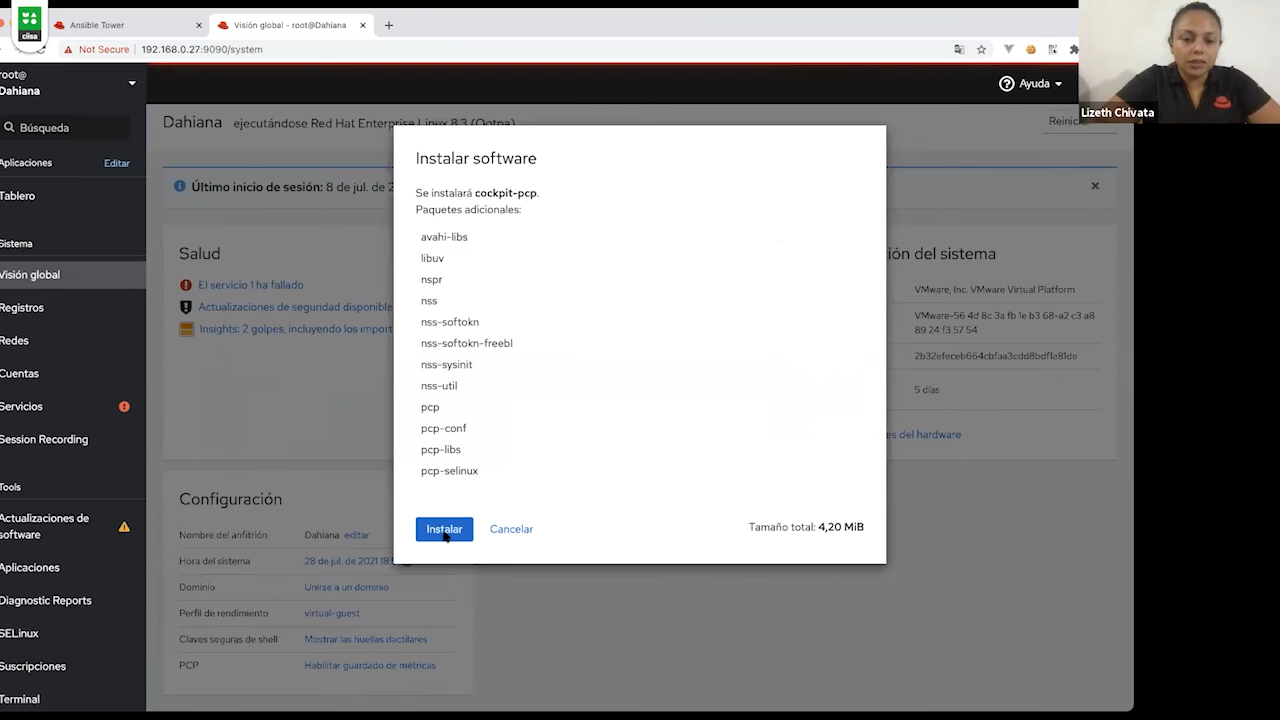 clisa
Ansible Tower
Visión global - root@Dahiana
Not Secure
192.168.0.27:9090/system
Lizeth Chivata
root@
Dahiana
Búsqueda
Aplicaciones
Editar
Tablero
Sistema
Visión global
Registros
Redes
Cuentas
Servicios
Session Recording
Tools
Actualizaciones de
software
Aplicaciones
Diagnostic Reports
SELinux
Suscripciones
Terminal
Ayuda
Dahiana
ejecutándose Red Hat Enterprise Linux 8.3 (Ootpa)
Reinic
Último inicio de sesión: 8 de jul. de 2
Salud
El servicio 1 ha fallado
Actualizaciones de seguridad disponible
Insights: 2 golpes, incluyendo los import
Configuración
Nombre del anfitrión
Dahiana editar
Hora del sistema
28 de jul. de 2021 18:
Dominio
Unirse a un dominio
Perfil de rendimiento
virtual-guest
Claves seguras de shell
Mostrar las huellas dactilares
PCP
Habilitar guardado de métricas
Instalar software
Se instalará cockpit-pcp.
Paquetes adicionales:
avahi-libs
libuv
nspr
nss
nss-softokn
nss-softokn-freebl
nss-sysinit
nss-util
pcp
pcp-conf
pcp-libs
pcp-selinux
Instalar
Cancelar
Tamaño total: 4,20 MiB
ción del sistema
VMware, Inc. VMware Virtual Platform
VMware-56 4d 8c 3a fb 1e b3 68-a2 c3 a8
89 24 f3 57 54
2b32efeceb664cbfaa3cdd8bdf1a81de
5 días
es del hardware